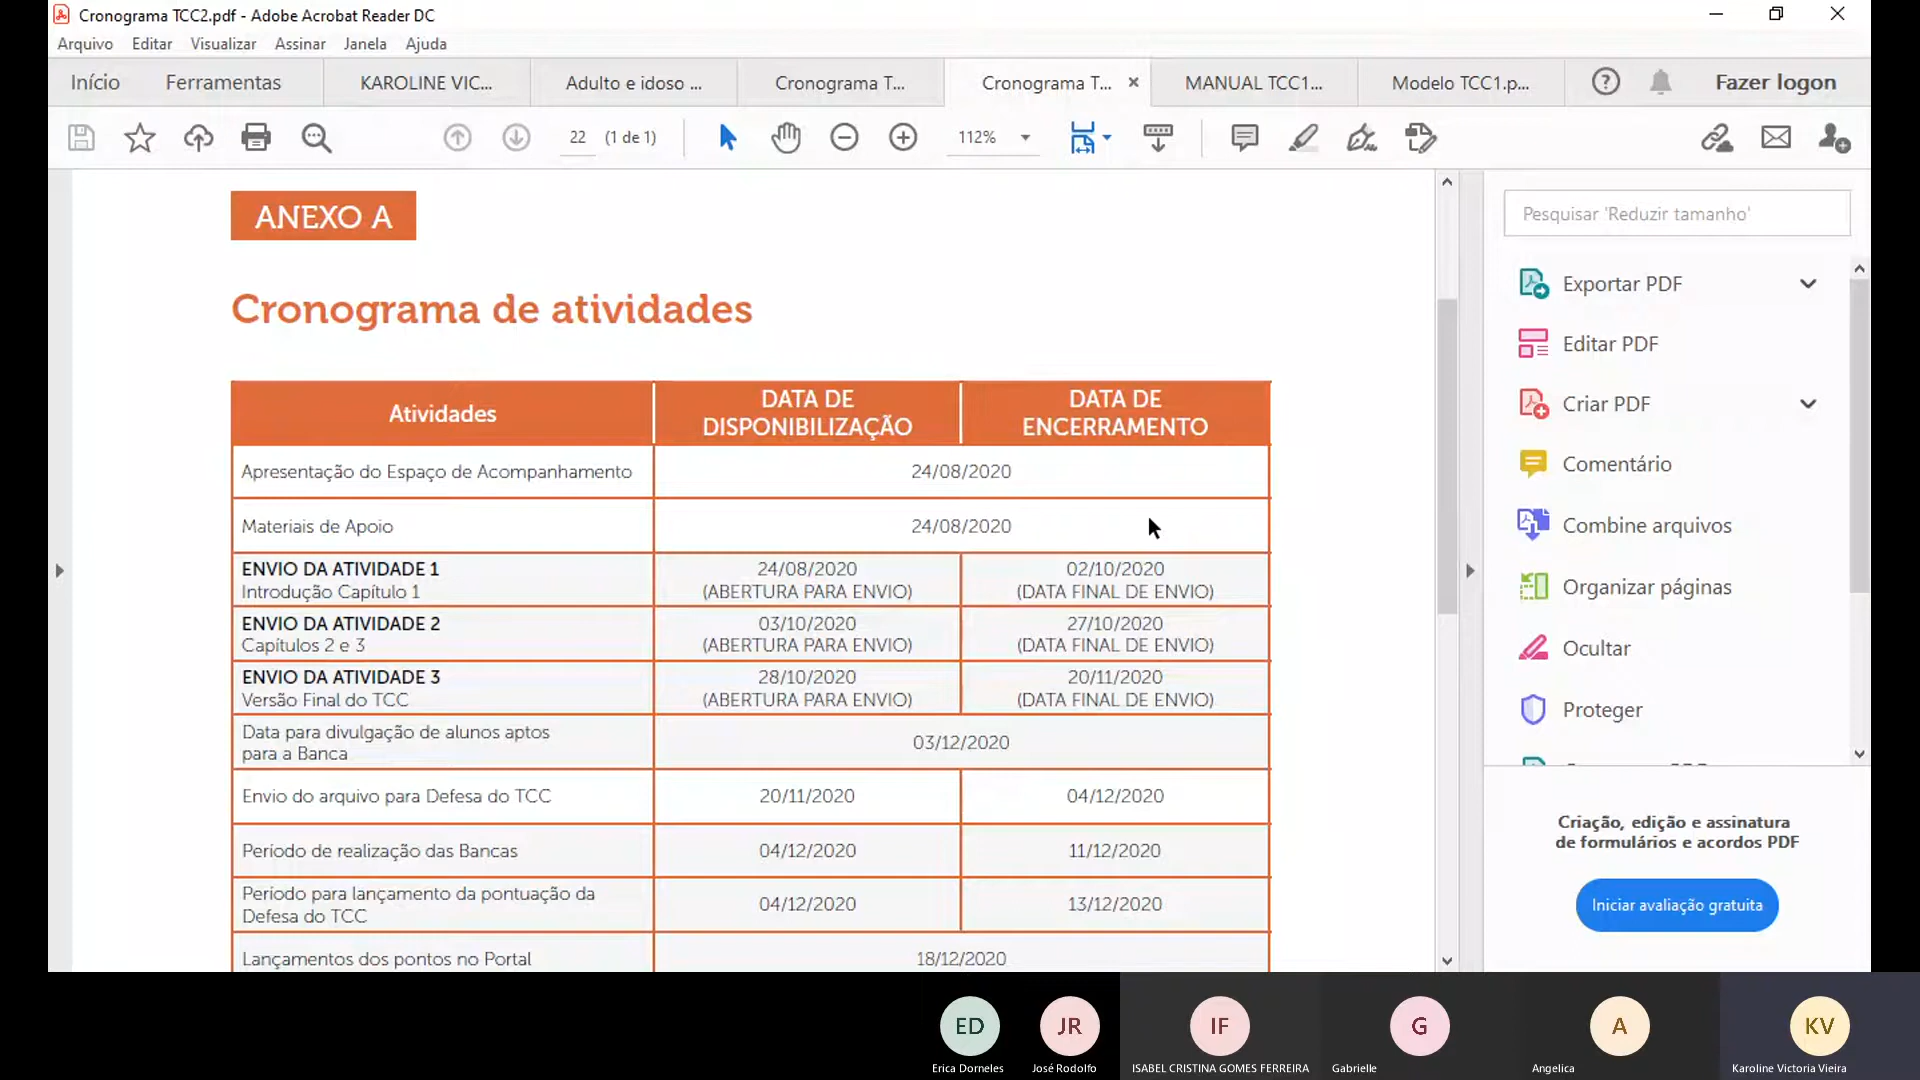 Cronograma TCC2.pdf - Adobe Acrobat Reader DC
Arquivo Editar Visualizar Assinar Janela Ajuda
Início Ferramentas KAROLINE VIC... Adulto e idoso ... Cronograma T... Cronograma T... MANUAL TCC1... Modelo TCC1.p... Fazer logon
22 (1 de 1) 112%
ANEXO A
Cronograma de atividades
Atividades
DATA DE
DISPONIBILIZAÇÃO
DATA DE
ENCERRAMENTO
Apresentação do Espaço de Acompanhamento 24/08/2020
Materiais de Apoio 24/08/2020
ENVIO DA ATIVIDADE 1 24/08/2020 02/10/2020
Introdução Capítulo 1 (ABERTURA PARA ENVIO) (DATA FINAL DE ENVIO)
ENVIO DA ATIVIDADE 2 03/10/2020 27/10/2020
Capítulos 2 e 3 (ABERTURA PARA ENVIO) (DATA FINAL DE ENVIO)
ENVIO DA ATIVIDADE 3 28/10/2020 20/11/2020
Versão Final do TCC (ABERTURA PARA ENVIO) (DATA FINAL DE ENVIO)
Data para divulgação de alunos aptos
para a Banca
03/12/2020
Envio do arquivo para Defesa do TCC 20/11/2020 04/12/2020
Período de realização das Bancas 04/12/2020 11/12/2020
Período para lançamento da pontuação da
Defesa do TCC
04/12/2020 13/12/2020
Lançamentos dos pontos no Portal 18/12/2020
Pesquisar 'Reduzir tamanho'
Exportar PDF
Editar PDF
Criar PDF
Comentário
Combine arquivos
Organizar páginas
Ocultar
Proteger
Criação, edição e assinatura
de formulários e acordos PDF
Iniciar avaliação gratuita
ED JR IF G A KV
Erica Dorneles José Rodolfo ISABEL CRISTINA GOMES FERREIRA Gabrielle Angelica Karoline Victoria Vieira